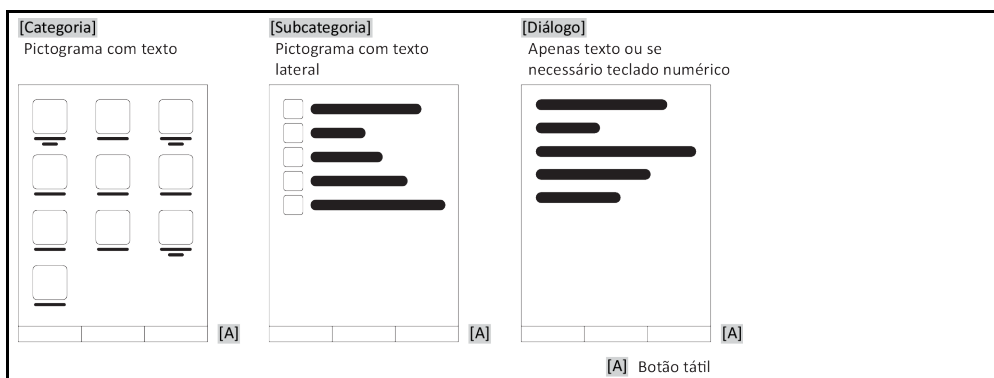 [Categoria]
Pictograma com texto
[Subcategoria]
Pictograma com texto
lateral
[Diálogo]
Apenas texto ou se
necessário teclado numérico
[A]
[A]
[A]
[A] Botão tátil